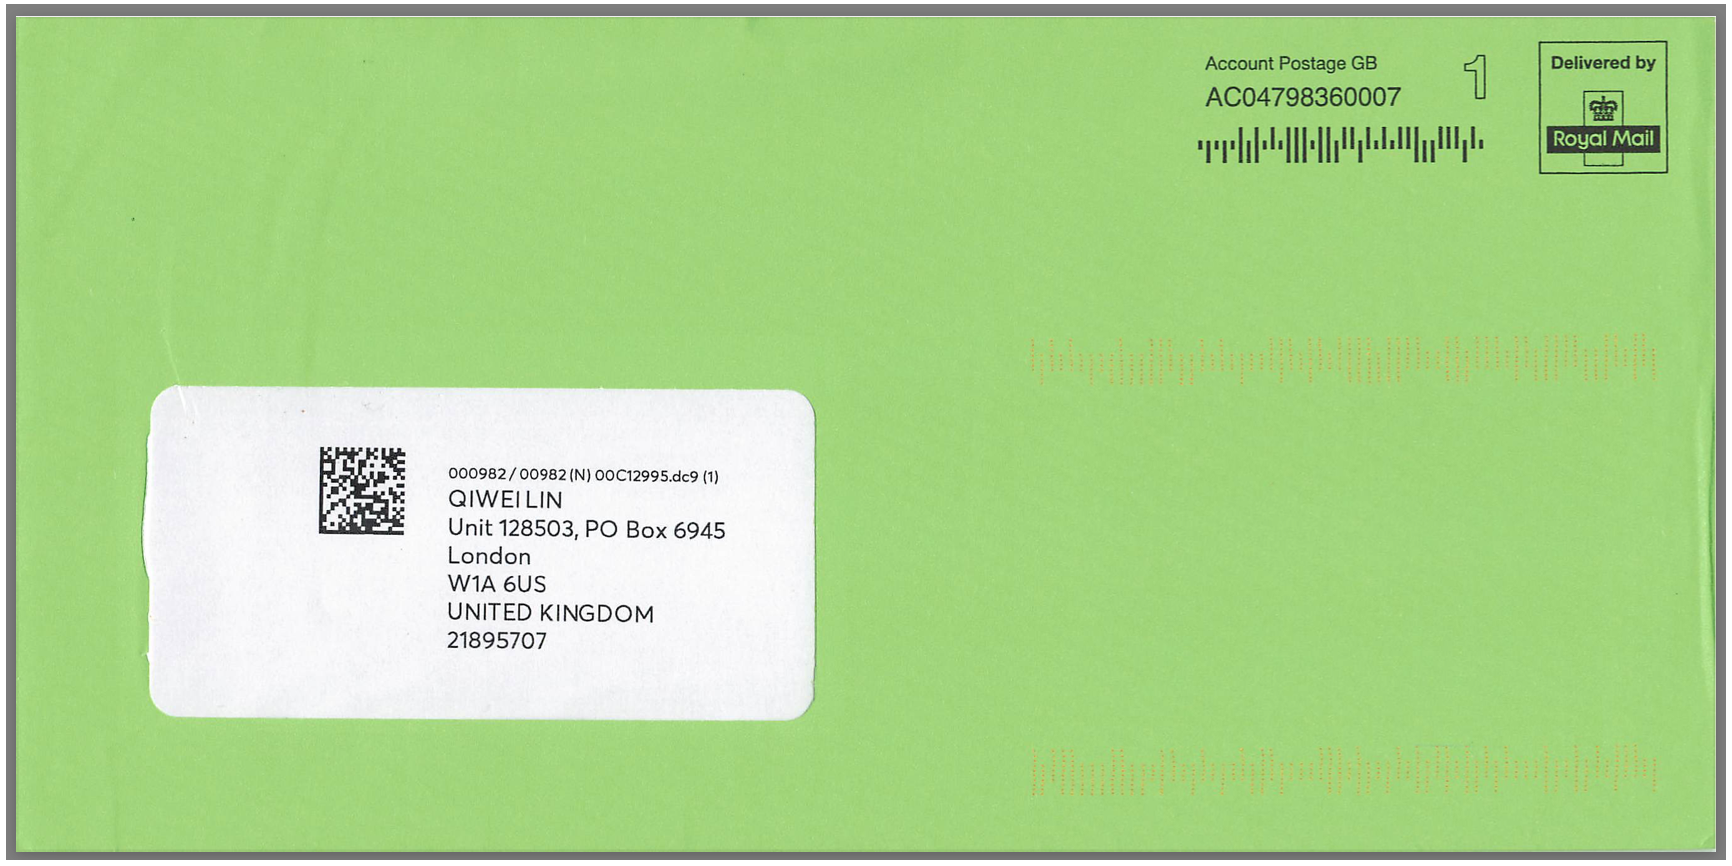 Account Postage GB
AC04798360007
1
Delivered by
Royal Mail
000982 / 00982 (N) 00C12995.dc9 (1)
QIWEI LIN
Unit 128503, PO Box 6945
London
W1A 6US
UNITED KINGDOM
21895707